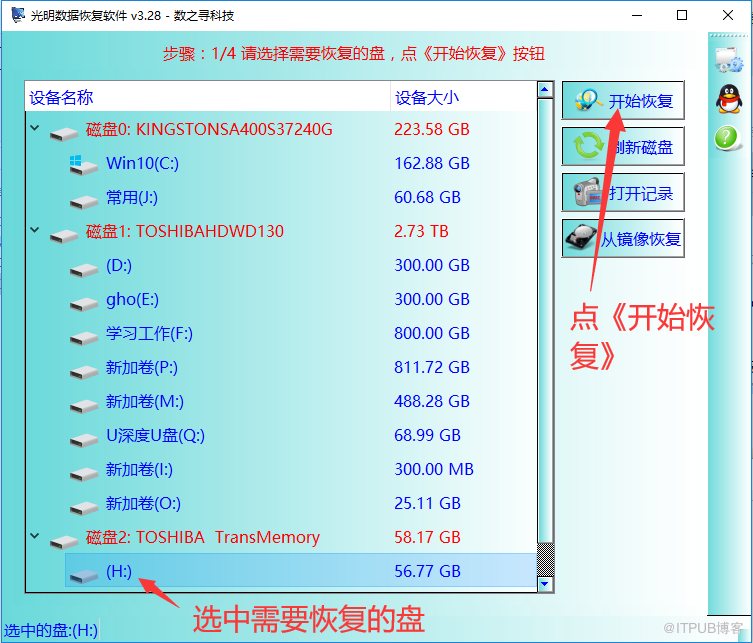 光明数据恢复软件 v3.28 - 数之寻科技
步骤：1/4 请选择需要恢复的盘，点《开始恢复》按钮
设备名称 设备大小
磁盘0: KINGSTONSA400S37240G 223.58 GB
Win10(C:) 162.88 GB
常用(J:) 60.68 GB
磁盘1: TOSHIBAHDWD130 2.73 TB
(D:) 300.00 GB
gho(E:) 300.00 GB
学习工作(F:) 800.00 GB
新加卷(P:) 811.72 GB
新加卷(M:) 488.28 GB
U深度U盘(Q:) 68.99 GB
新加卷(I:) 300.00 MB
新加卷(O:) 25.11 GB
磁盘2: TOSHIBA TransMemory 58.17 GB
(H:) 56.77 GB
开始恢复
刷新磁盘
打开记录
从镜像恢复
点《开始恢
复》
选中需要恢复的盘
选中的盘:(H:)
@ITPUB博客